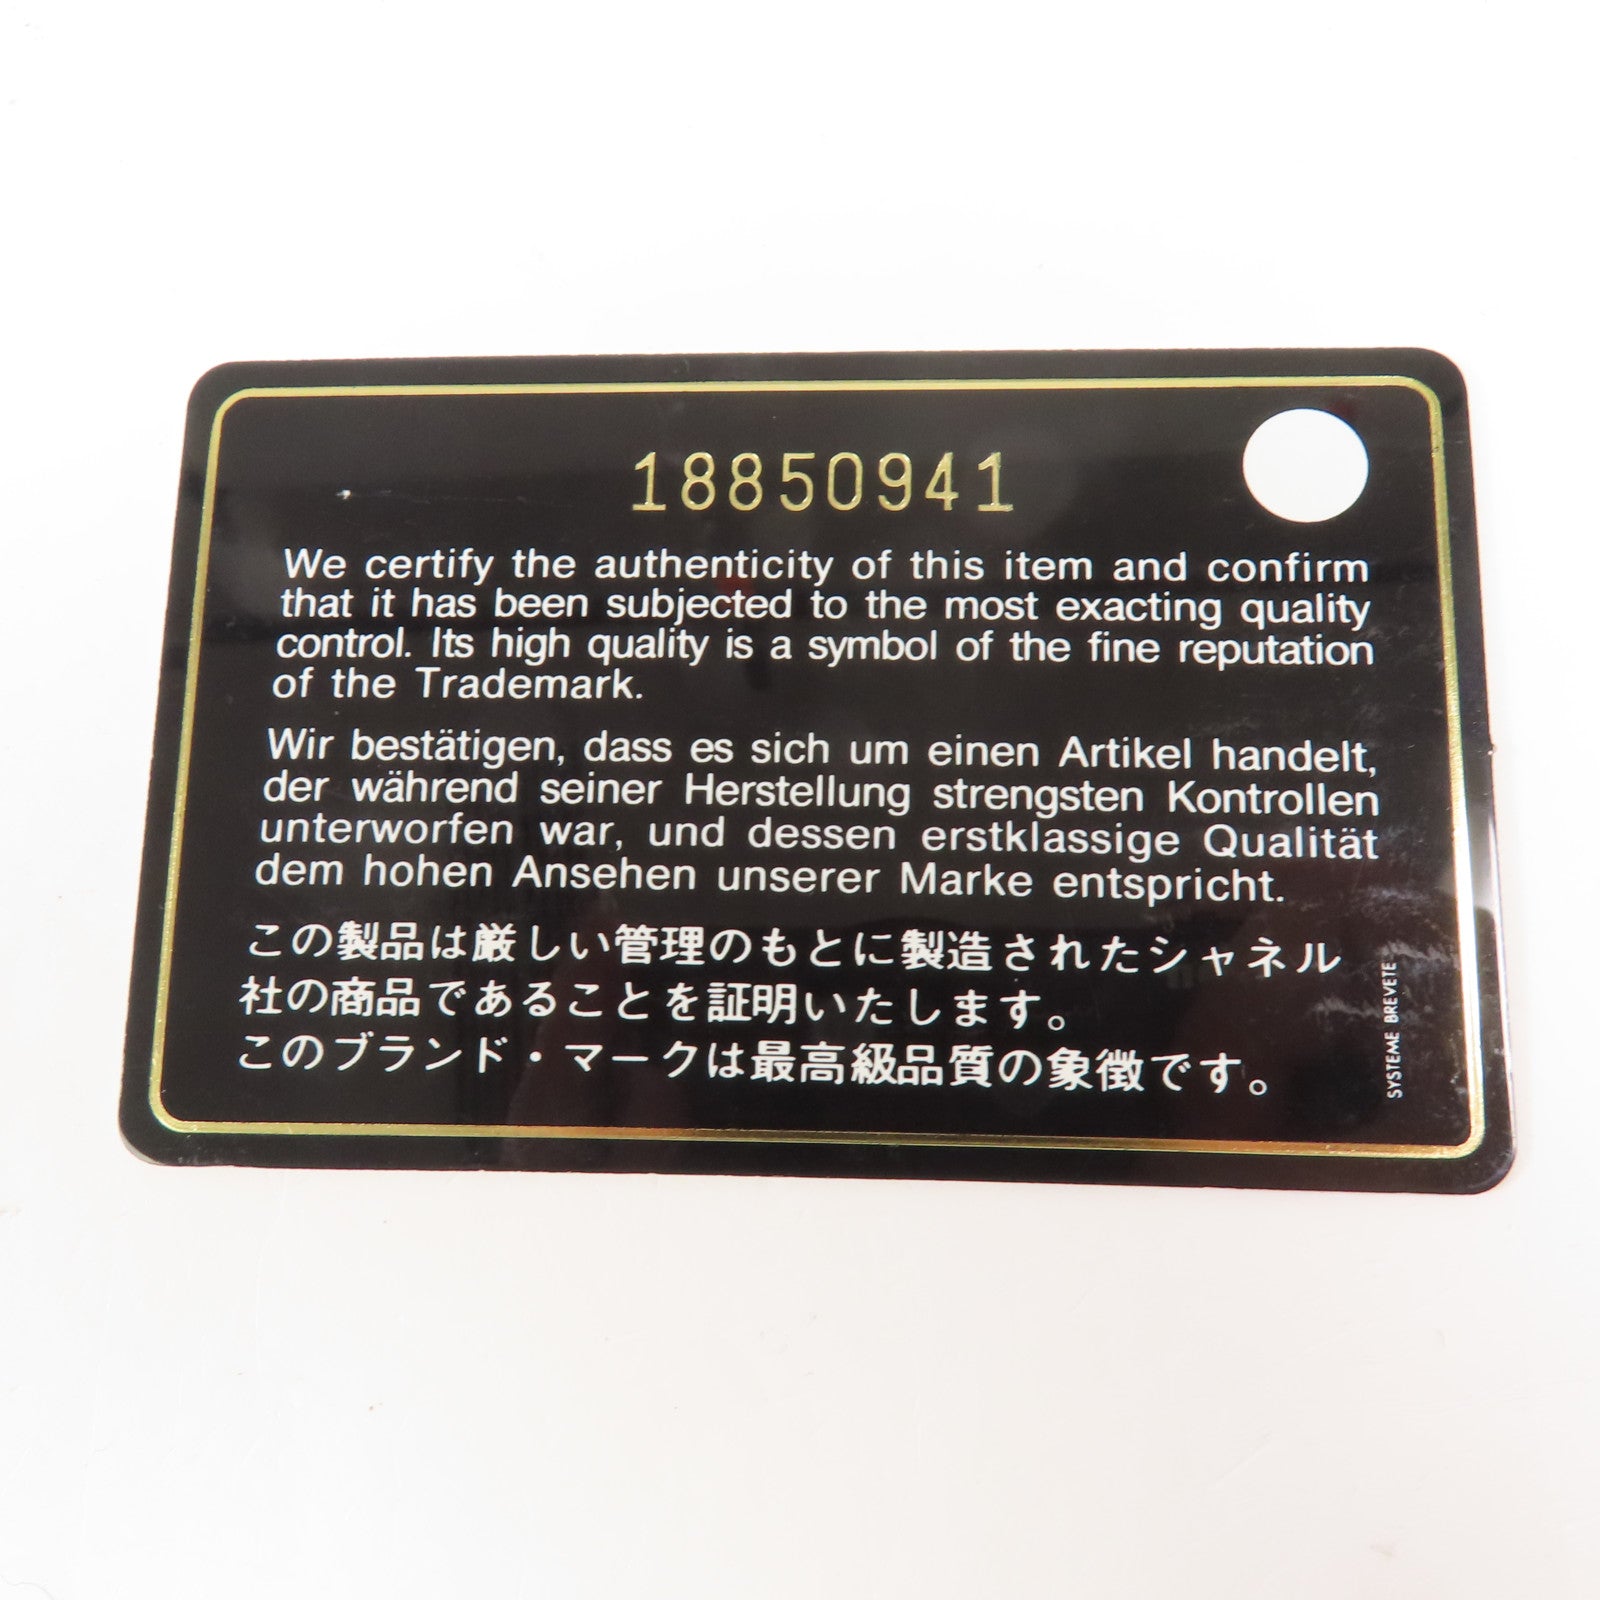 18850941
We certify the authenticity of this item and confirm
that it has been subjected to the most exacting quality
control. Its high quality is a symbol of the fine reputation
of the Trademark.
Wir bestätigen, dass es sich um einen Artikel handelt,
der während seiner Herstellung strengsten Kontrollen
unterworfen war, und dessen erstklassige Qualität
dem hohen Ansehen unserer Marke entspricht.
この製品は厳しい管理のもとに製造されたシャネル
社の商品であることを証明いたします。
このブランド・マークは最高級品質の象徴です。
SYSTEME BREVETE